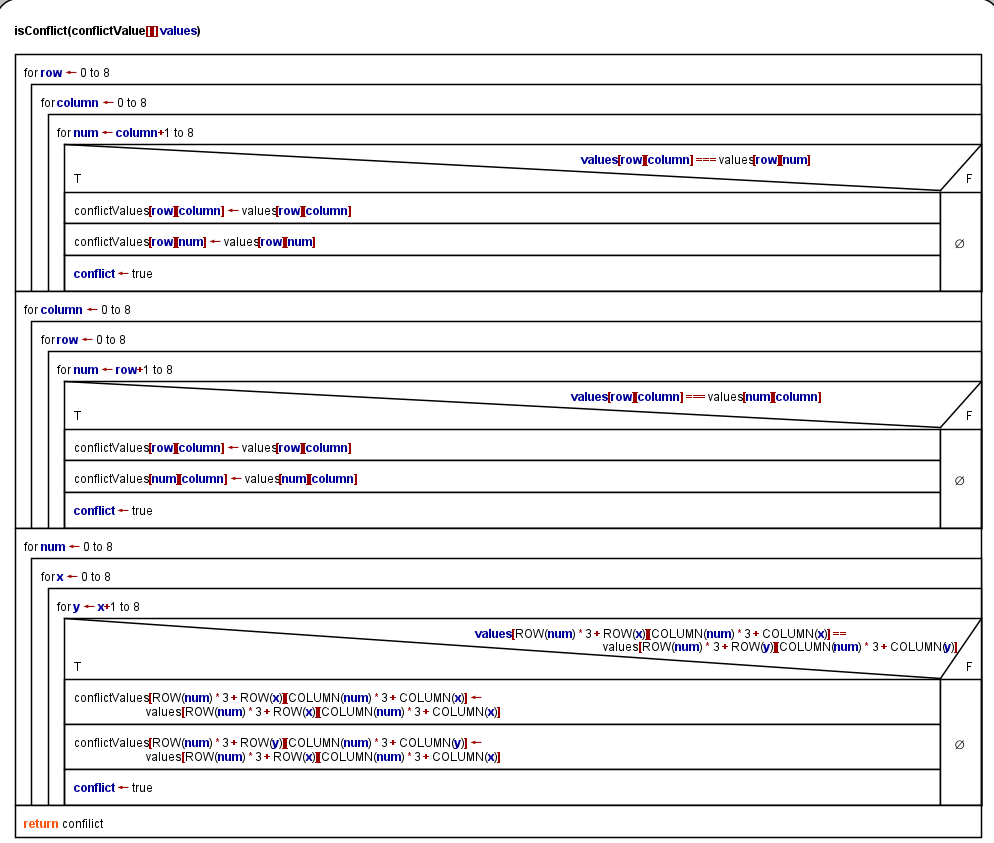 isConflict(conflictValue[][] values)
for row ← 0 to 8
for column ← 0 to 8
for num ← column+1 to 8
values[row][column] === values[row][num]
T
F
conflictValues[row][column] ← values[row][column]
conflictValues[row][num] ← values[row][num]
∅
conflict ← true
for column ← 0 to 8
for row ← 0 to 8
for num ← row+1 to 8
values[row][column] === values[num][column]
T
F
conflictValues[row][column] ← values[row][column]
conflictValues[num][column] ← values[num][column]
∅
conflict ← true
for num ← 0 to 8
for x ← 0 to 8
for y ← x+1 to 8
values[ROW(num) * 3 + ROW(x)][COLUMN(num) * 3 + COLUMN(x)] ==
values[ROW(num) * 3 + ROW(y)][COLUMN(num) * 3 + COLUMN(y)]
T
F
conflictValues[ROW(num) * 3 + ROW(x)][COLUMN(num) * 3 + COLUMN(x)] ←
values[ROW(num) * 3 + ROW(x)][COLUMN(num) * 3 + COLUMN(x)]
conflictValues[ROW(num) * 3 + ROW(y)][COLUMN(num) * 3 + COLUMN(y)] ←
values[ROW(num) * 3 + ROW(x)][COLUMN(num) * 3 + COLUMN(x)]
∅
conflict ← true
return confilict